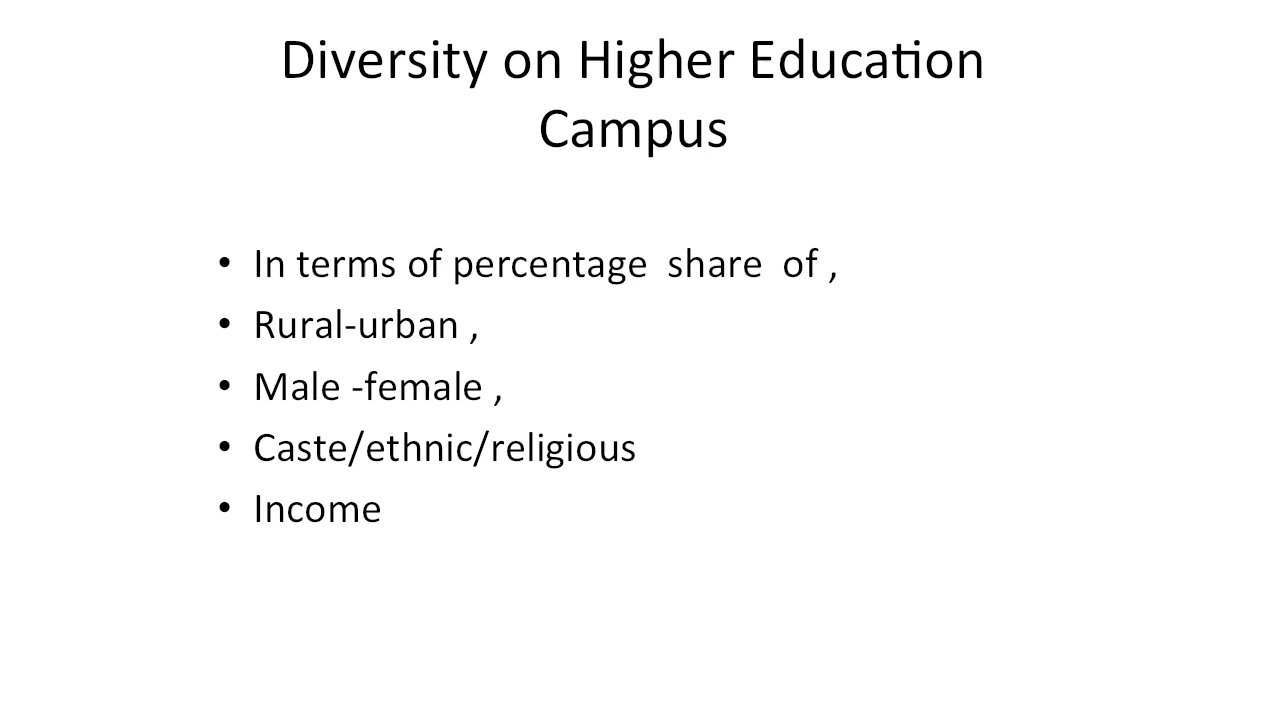 Diversity on Higher Education
Campus
• In terms of percentage  share  of ,
• Rural-urban ,
• Male -female ,
• Caste/ethnic/religious
• Income